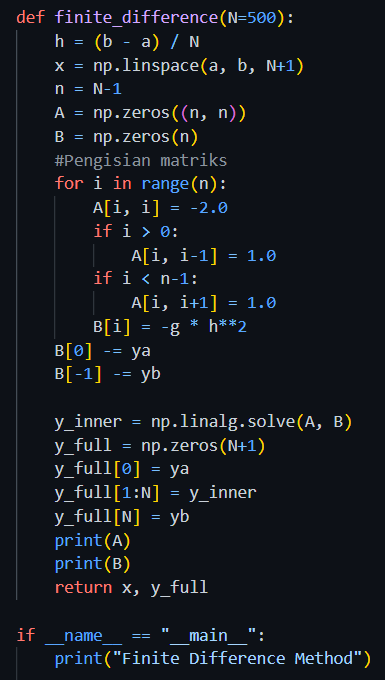 def finite_difference(N=500):
    h = (b - a) / N
    x = np.linspace(a, b, N+1)
    n = N-1
    A = np.zeros((n, n))
    B = np.zeros(n)
    #Pengisian matriks
    for i in range(n):
        A[i, i] = -2.0
        if i > 0:
            A[i, i-1] = 1.0
        if i < n-1:
            A[i, i+1] = 1.0
        B[i] = -g * h**2
    B[0] -= ya
    B[-1] -= yb

    y_inner = np.linalg.solve(A, B)
    y_full = np.zeros(N+1)
    y_full[0] = ya
    y_full[1:N] = y_inner
    y_full[N] = yb
    print(A)
    print(B)
    return x, y_full

if __name__ == "__main__":
    print("Finite Difference Method")